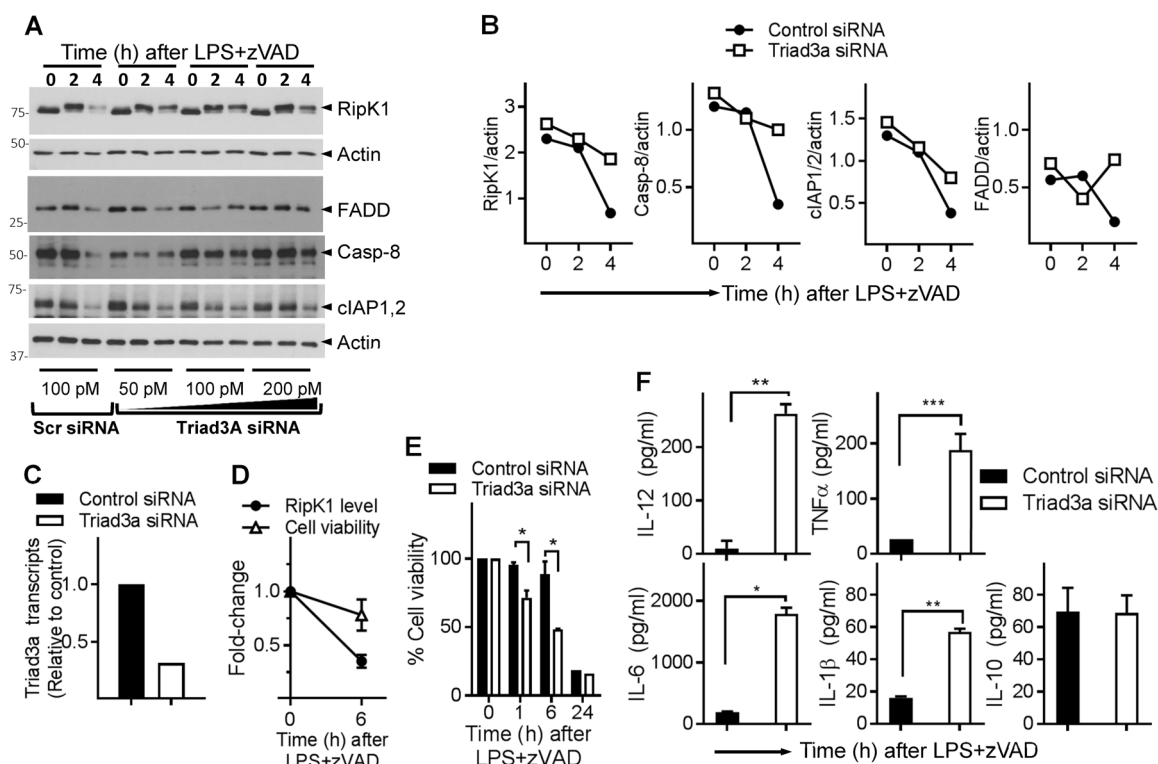 A
Time (h) after LPS+zVAD
0 2 4 0 2 4 0 2 4 0 2 4
75-
RipK1
50-
Actin
FADD
25-
50-
Casp-8
75-
cIAP1,2
Actin
37-
100 pM 50 pM 100 pM 200 pM
Scr siRNA Triad3A siRNA
B
Control siRNA
Triad3a siRNA
RipK1/actin
3
2
1
0 2 4
Casp-8/actin
1.0
0.5
0 2 4
cIAP1/2/actin
1.5
1.0
0.5
0 2 4
FADD/actin
1.0
0.5
0 2 4
Time (h) after LPS+zVAD
C
Control siRNA
Triad3a siRNA
Triad3a transcripts
(Relative to control)
1.0
0.5
D
RipK1 level
Cell viability
Fold-change
1.0
0.5
0 6
Time (h) after
LPS+zVAD
E
Control siRNA
Triad3a siRNA
% Cell viability
100
50
0
* *
0 1 6 24
Time (h) after
LPS+zVAD
F
IL-12 (pg/ml)
200
100
0
**
TNFα (pg/ml)
200
100
0
***
Control siRNA
Triad3a siRNA
IL-6 (pg/ml)
2000
1000
0
*
IL-1β (pg/ml)
80
60
40
20
0
**
IL-10 (pg/ml)
80
60
40
20
0
Time (h) after LPS+zVAD